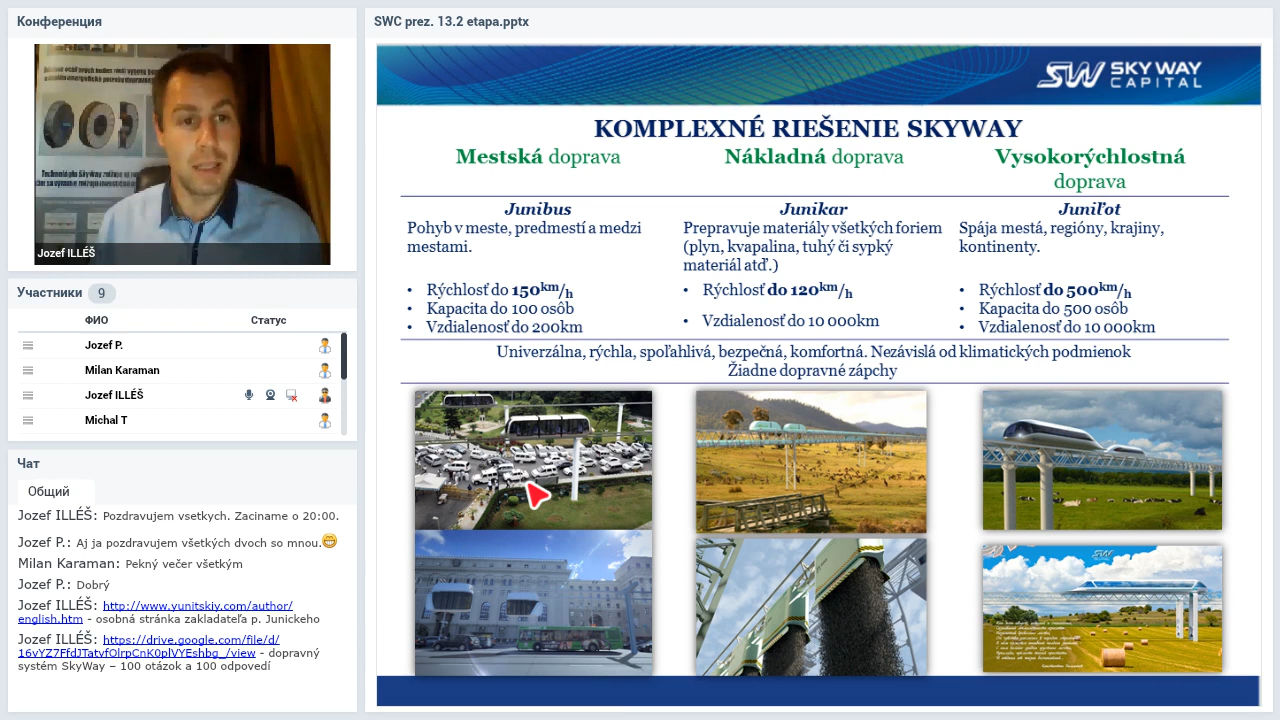 Конференция
Jozef ILLÉŠ
Участники 9
ФИО Статус
Jozef P.
Milan Karaman
Jozef ILLÉŠ
Michal T
Чат
Общий
Jozef ILLÉŠ: Pozdravujem vsetkych. Zaciname o 20:00.
Jozef P.: Aj ja pozdravujem všetkých dvoch so mnou.😁
Milan Karaman: Pekný večer všetkým
Jozef P.: Dobrý
Jozef ILLÉŠ: http://www.yunitskiy.com/author/
english.htm - osobná stránka zakladateľa p. Junickeho
Jozef ILLÉŠ: https://drive.google.com/file/d/
16vYZ7FfdJTatvfOlrpCnK0plVYEshbg_/view - dopravný
systém SkyWay – 100 otázok a 100 odpovedí
SWC prez. 13.2 etapa.pptx
SW SKY WAY
CAPITAL
KOMPLEXNÉ RIEŠENIE SKYWAY
Mestská doprava
Junibus
Pohyb v meste, predmestí a medzi
mestami.
• Rýchlosť do 150km/h
• Kapacita do 100 osôb
• Vzdialenosť do 200km
Nákladná doprava
Junikar
Prepravuje materiály všetkých foriem
(plyn, kvapalina, tuhý či sypký
materiál atď.)
• Rýchlosť do 120km/h
• Vzdialenosť do 10 000km
Vysokorýchlostná
doprava
Juniľot
Spája mestá, regióny, krajiny,
kontinenty.
• Rýchlosť do 500km/h
• Kapacita do 500 osôb
• Vzdialenosť do 10 000km
Univerzálna, rýchla, spoľahlivá, bezpečná, komfortná. Nezávislá od klimatických podmienok
Žiadne dopravné zápchy